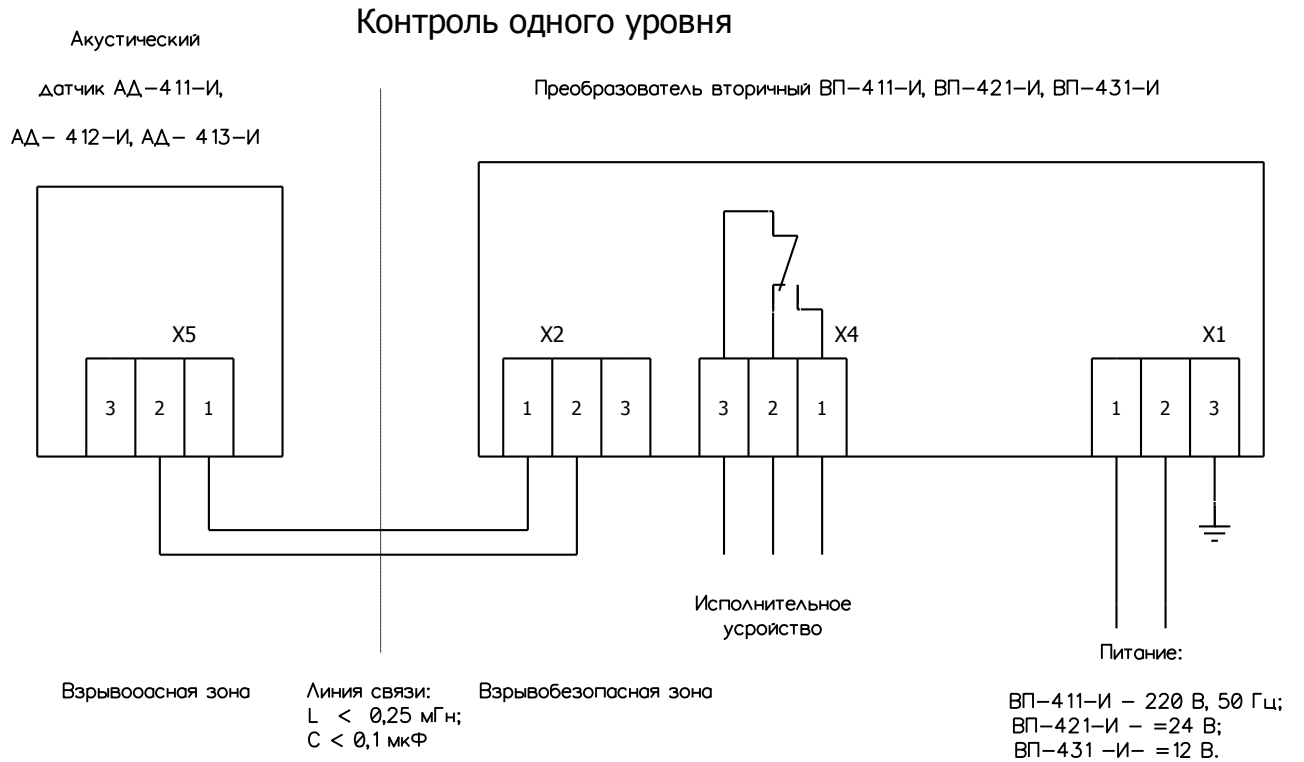 Контроль одного уровня
Акустический
датчик АД-411-И,
АД- 412-И, АД- 413-И
Преобразователь вторичный ВП-411-И, ВП-421-И, ВП-431-И
X5
3 2 1
X2
1 2 3
X4
3 2 1
X1
1 2 3
Исполнительное
усройство
Питание:
ВП-411-И - 220 В, 50 Гц;
ВП-421-И - =24 В;
ВП-431 -И- =12 В.
Взрывооасная зона
Линия связи:
L < 0,25 мГн;
C < 0,1 мкФ
Взрывобезопасная зона